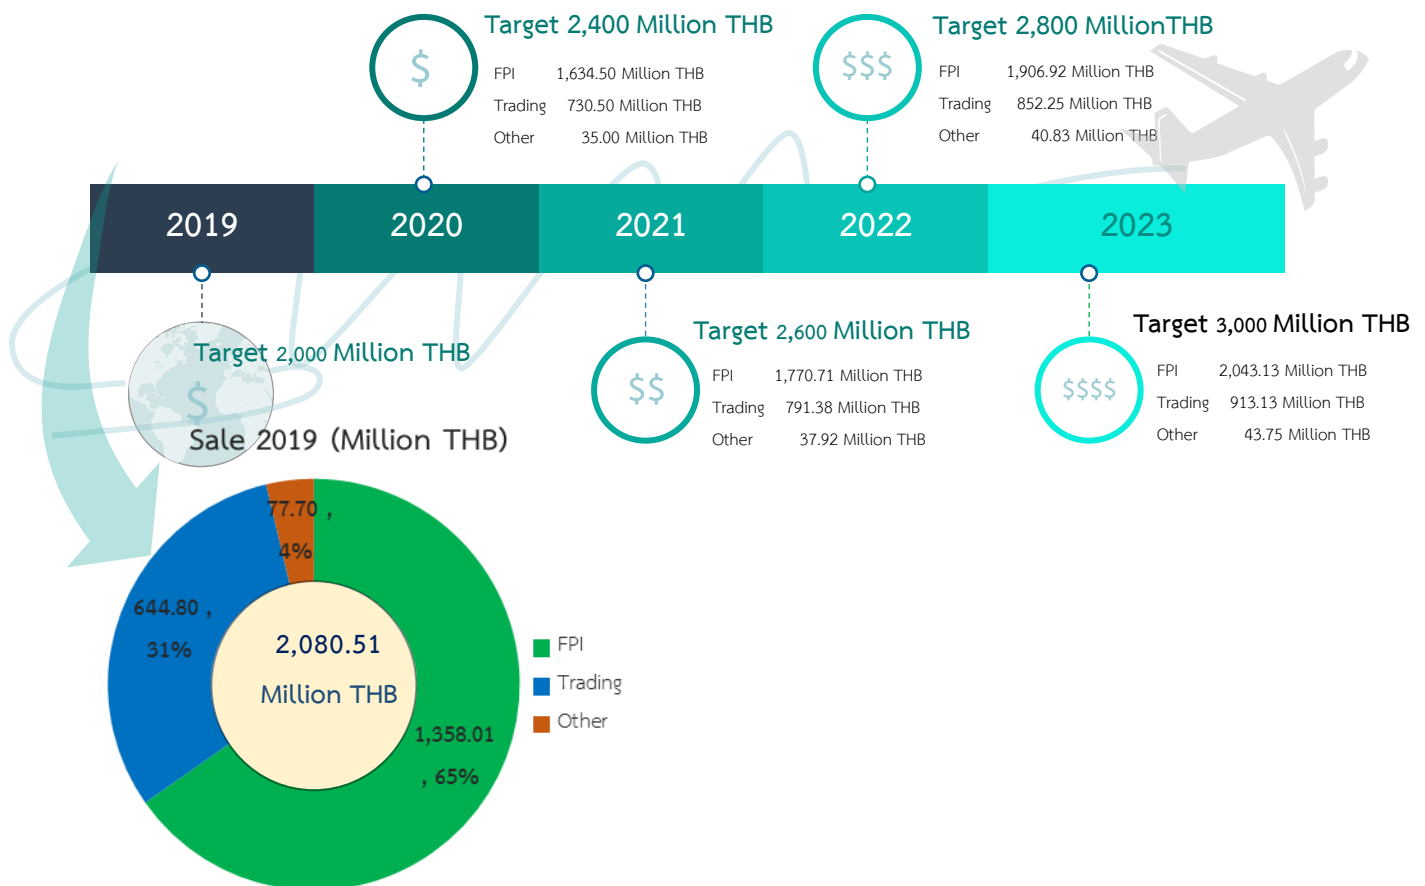 Target 2,400 Million THB
$
FPI 1,634.50 Million THB
Trading 730.50 Million THB
Other 35.00 Million THB
Target 2,800 MillionTHB
$$$
FPI 1,906.92 Million THB
Trading 852.25 Million THB
Other 40.83 Million THB
2019 2020 2021 2022 2023
Target 2,000 Million THB
$
Target 2,600 Million THB
$$
FPI 1,770.71 Million THB
Trading 791.38 Million THB
Other 37.92 Million THB
Target 3,000 Million THB
$$$$
FPI 2,043.13 Million THB
Trading 913.13 Million THB
Other 43.75 Million THB
Sale 2019 (Million THB)
77.70 ,
4%
644.80 ,
31%
2,080.51
Million THB
1,358.01
, 65%
FPI
Trading
Other